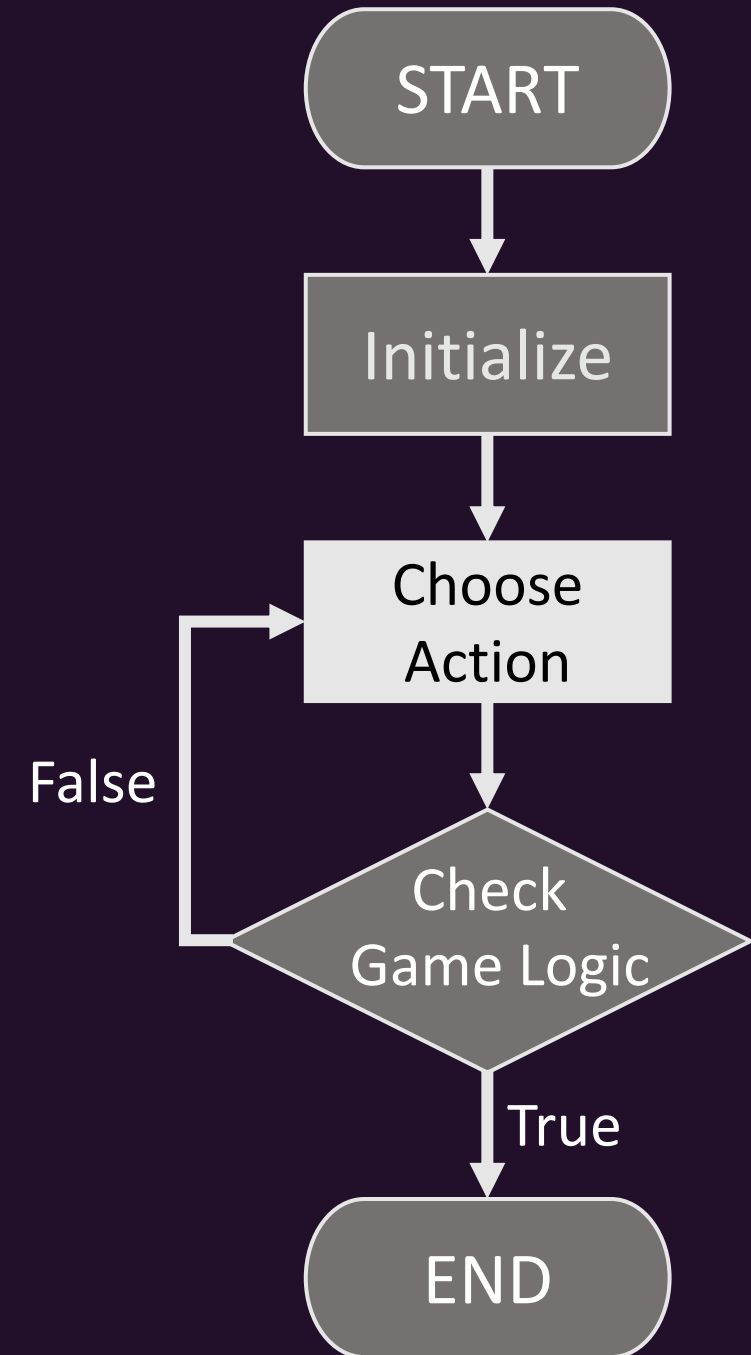 START
Initialize
Choose
Action
False
Check
Game Logic
True
END